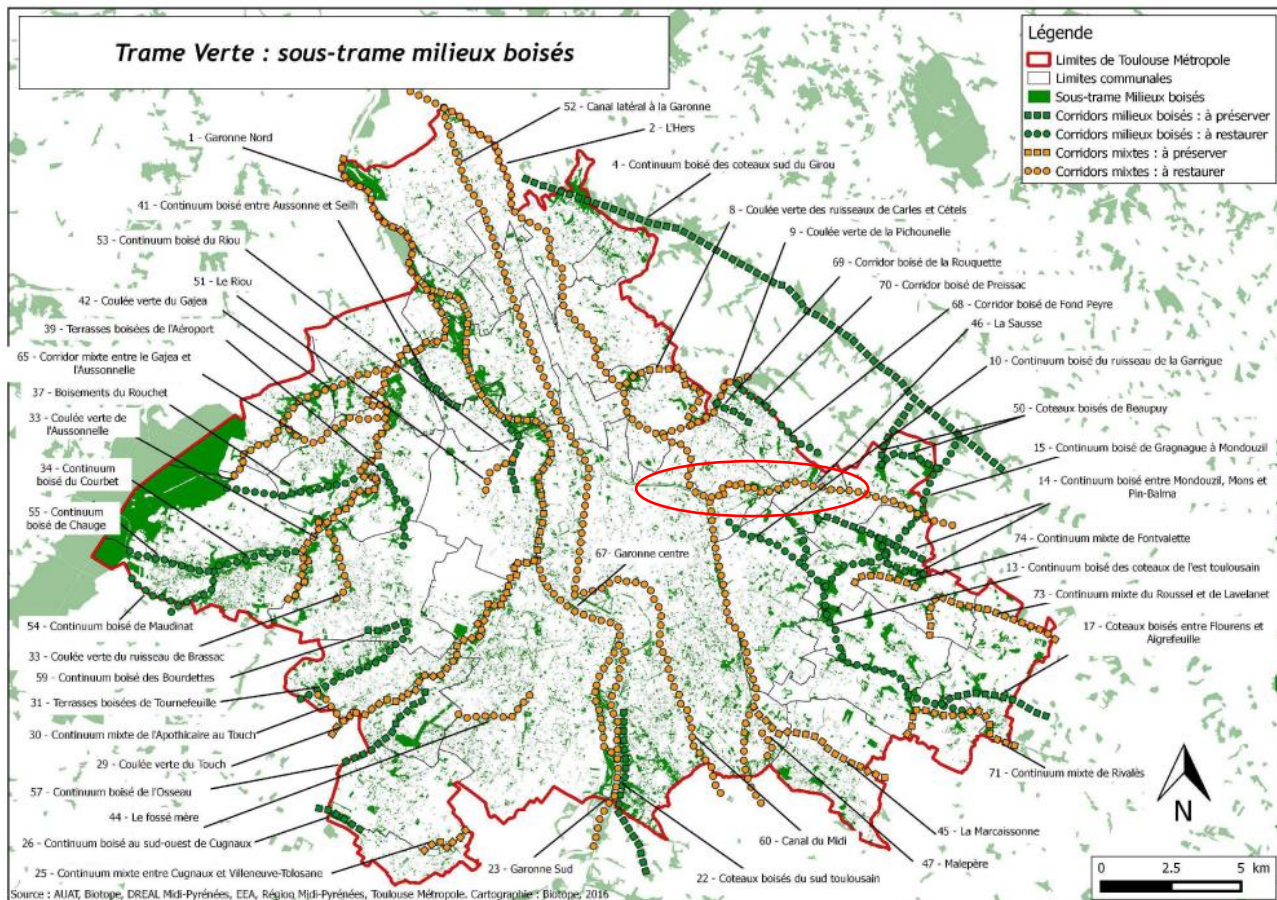 Trame Verte : sous-trame milieux boisés
Légende
Limites de Toulouse Métropole
Limites communales
Sous-trame Milieux boisés
Corridors milieux boisés : à préserver
Corridors milieux boisés : à restaurer
Corridors mixtes : à préserver
Corridors mixtes : à restaurer
52 - Canal latéral à la Garonne
2 - L'Hers
1 - Garonne Nord
4 - Continuum boisé des coteaux sud du Girou
41 - Continuum boisé entre Aussonne et Seilh
8 - Coulée verte des ruisseaux de Carles et Cétels
9 - Coulée verte de la Pichounelle
53 - Continuum boisé du Riou
69 - Corridor boisé de la Rouquette
51 - Le Riou
70 - Corridor boisé de Preissac
42 - Coulée verte du Gajea
68 - Corridor boisé de Fond Peyre
39 - Terrasses boisées de l'Aéroport
46 - La Sausse
65 - Corridor mixte entre le Gajea et
l'Aussonnelle
10 - Continuum boisé du ruisseau de la Garrigue
37 - Boisements du Rouchet
50 - Coteaux boisés de Beaupuy
33 - Coulée verte de
l'Aussonnelle
15 - Continuum boisé de Gragnague à Mondouzil
34 - Continuum
boisé du Courbet
14 - Continuum boisé entre Mondouzil, Mons et
Pin-Balma
55 - Continuum
boisé de Chauge
74 - Continuum mixte de Fontvalette
67- Garonne centre
13 - Continuum boisé des coteaux de l'est toulousain
73 - Continuum mixte du Roussel et de Lavelanet
54 - Continuum boisé de Maudinat
17 - Coteaux boisés entre Flourens et
Aigrefeuille
33 - Coulée verte du ruisseau de Brassac
59 - Continuum boisé des Bourdettes
31 - Terrasses boisées de Tournefeuille
30 - Continuum mixte de l'Apothicaire au Touch
29 - Coulée verte du Touch
71 - Continuum mixte de Rivalès
57 - Continuum boisé de l'Osseau
44 - Le fossé mère
26 - Continuum boisé au sud-ouest de Cugnaux
60 - Canal du Midi
45 - La Marcaissonne
47 - Malepère
25 - Continuum mixte entre Cugnaux et Villeneuve-Tolosane
23 - Garonne Sud
22 - Coteaux boisés du sud toulousain
N
0 2.5 5 km
Source : AUAT, Biotope, DREAL Midi-Pyrénées, EEA, Région Midi-Pyrénées, Toulouse Métropole. Cartographie : Biotope, 2016